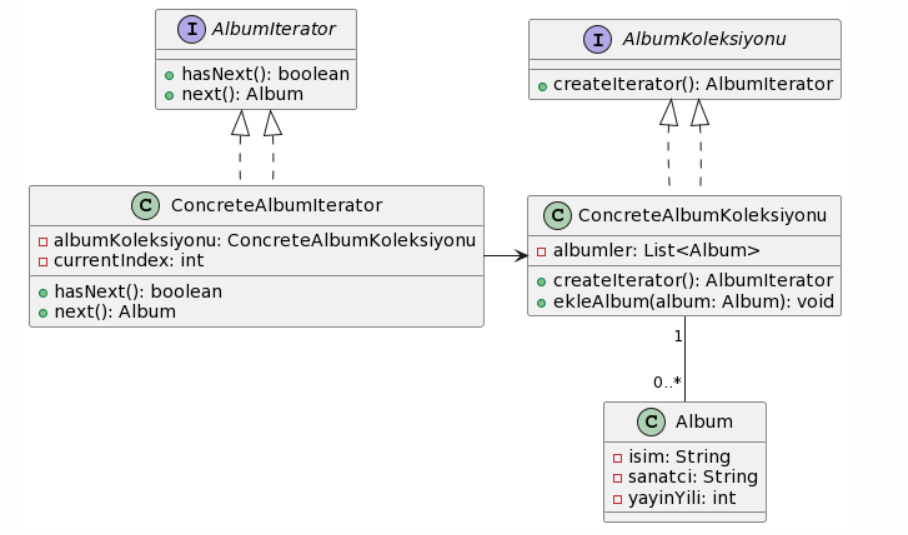 I AlbumIterator
hasNext(): boolean
next(): Album
I AlbumKoleksiyonu
createIterator(): AlbumIterator
C ConcreteAlbumIterator
albumKoleksiyonu: ConcreteAlbumKoleksiyonu
currentIndex: int
hasNext(): boolean
next(): Album
C ConcreteAlbumKoleksiyonu
albumler: List<Album>
createIterator(): AlbumIterator
ekleAlbum(album: Album): void
1
0..*
C Album
isim: String
sanatci: String
yayinYili: int